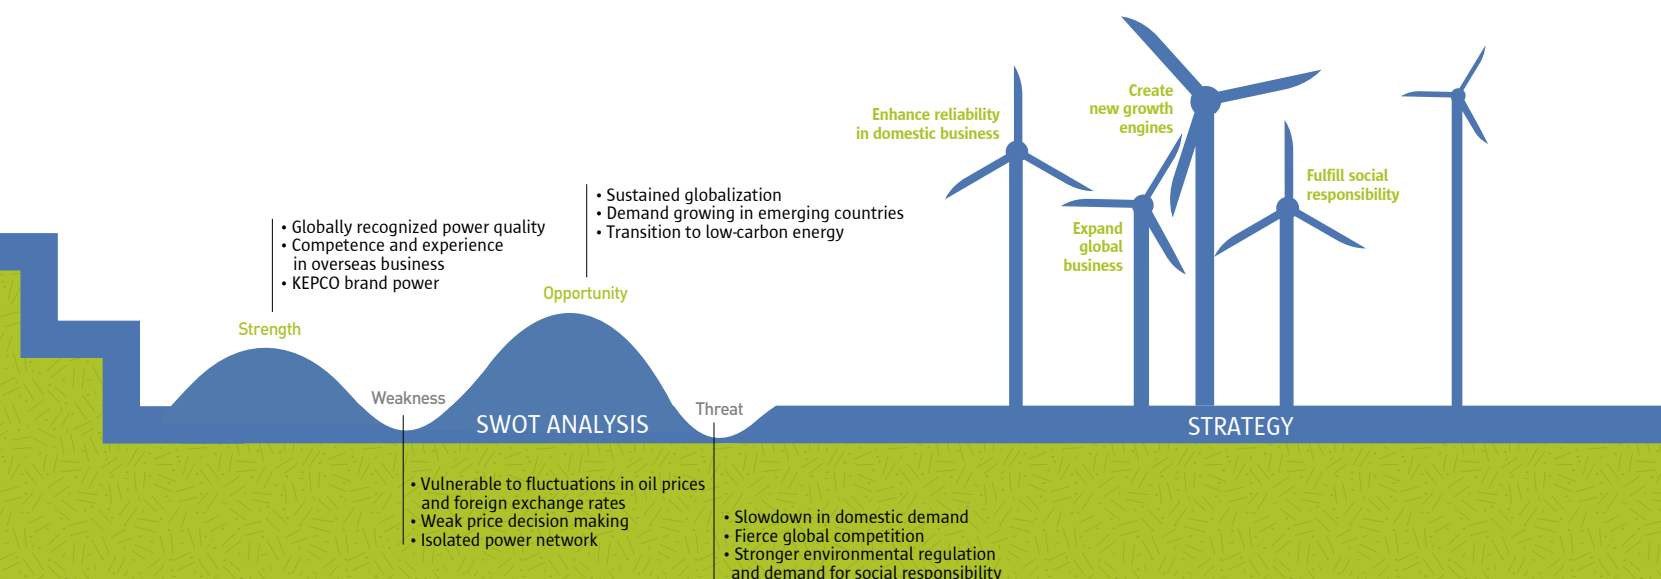 • Globally recognized power quality
• Competence and experience
in overseas business
• KEPCO brand power
Strength
• Sustained globalization
• Demand growing in emerging countries
• Transition to low-carbon energy
Opportunity
Weakness
Threat
SWOT ANALYSIS
• Vulnerable to fluctuations in oil prices
and foreign exchange rates
• Weak price decision making
• Isolated power network
• Slowdown in domestic demand
• Fierce global competition
• Stronger environmental regulation
and demand for social responsibility
Enhance reliability
in domestic business
Create
new growth
engines
Expand
global
business
Fulfill social
responsibility
STRATEGY